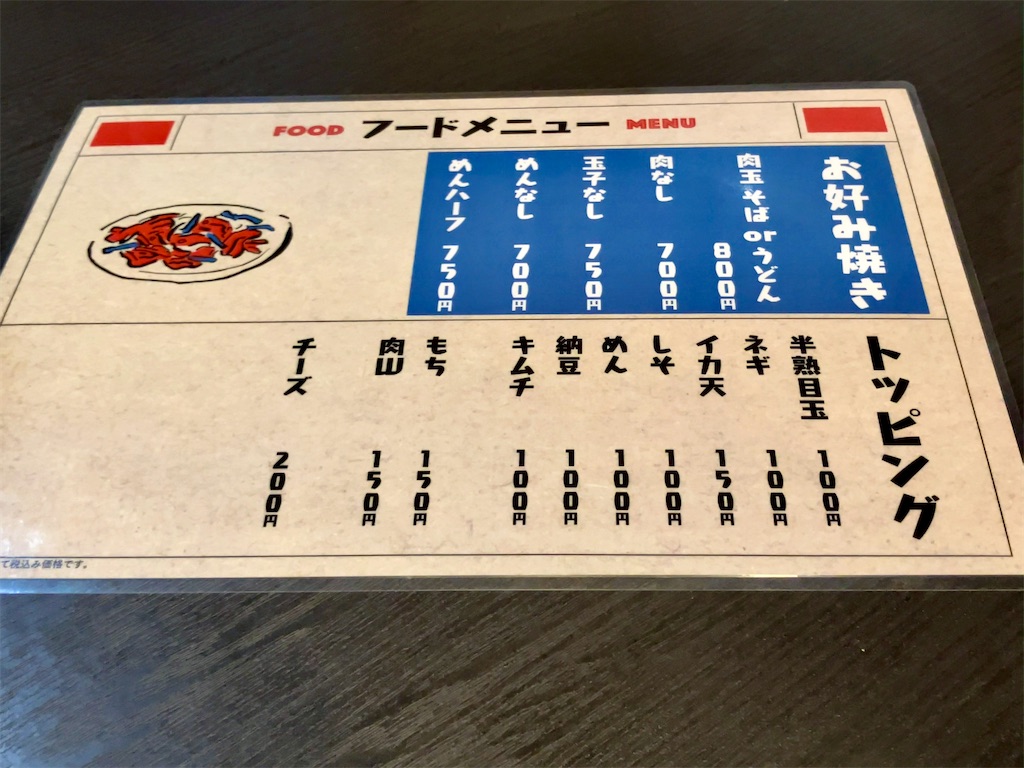 FOOD フードメニュー MENU
お好み焼き
肉玉そばorうどん
800円
肉なし 700円
玉子なし 750円
めんなし 700円
めんハーフ 750円
トッピング
半熟目玉 100円
ネギ 100円
イカ天 150円
しそ 100円
めん 100円
納豆 100円
キムチ 100円
もち 150円
肉山 150円
チーズ 200円
て税込み価格です。